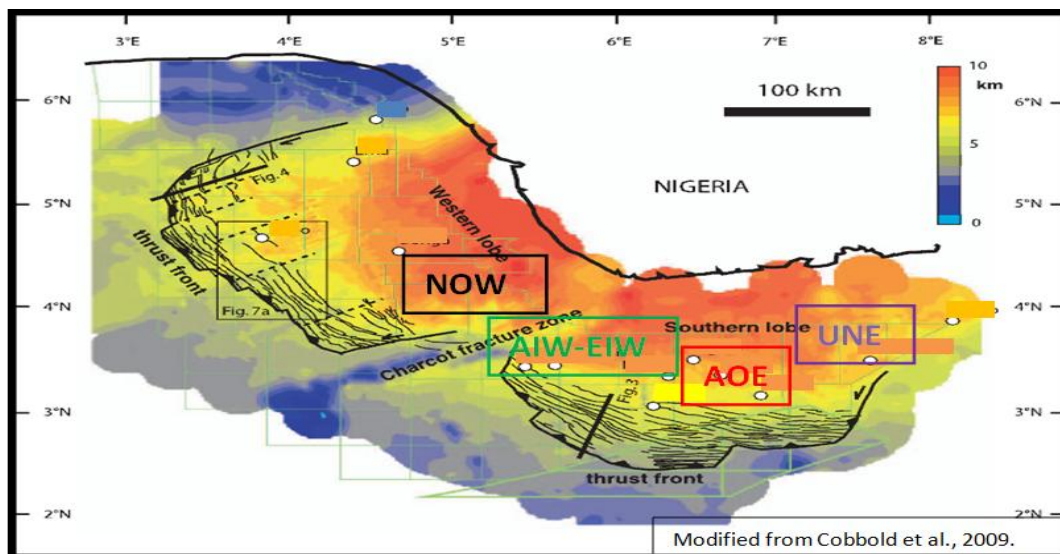 3°E 4°E 5°E 6°E 7°E 8°E
10
km
5
0
6°N 6°N
100 km
NIGERIA
Fig. 4
Western lobe
5°N 5°N
thrust front
NOW
Fig. 7a
4°N 4°N
Charcot fracture zone
Southern lobe
UNE
AIW-EIW
AOE
Fig. 3
3°N 3°N
thrust front
2°N 2°N
Modified from Cobbold et al., 2009.